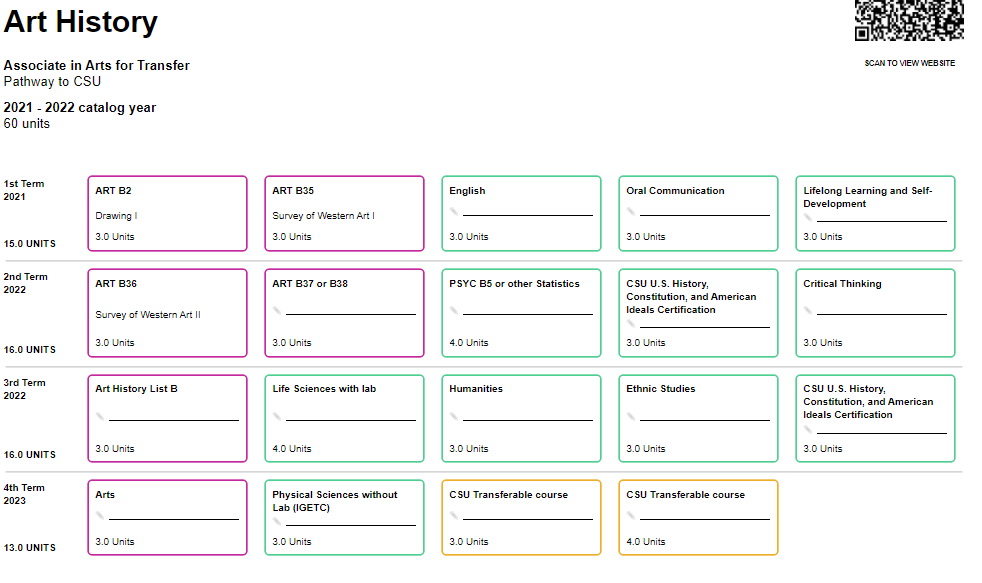 Art History
SCAN TO VIEW WEBSITE
Associate in Arts for Transfer
Pathway to CSU
2021 - 2022 catalog year
60 units
1st Term
2021
15.0 UNITS
ART B2
Drawing I
3.0 Units
ART B35
Survey of Western Art I
3.0 Units
English
3.0 Units
Oral Communication
3.0 Units
Lifelong Learning and Self-
Development
3.0 Units
2nd Term
2022
16.0 UNITS
ART B36
Survey of Western Art II
3.0 Units
ART B37 or B38
3.0 Units
PSYC B5 or other Statistics
4.0 Units
CSU U.S. History,
Constitution, and American
Ideals Certification
3.0 Units
Critical Thinking
3.0 Units
3rd Term
2022
16.0 UNITS
Art History List B
3.0 Units
Life Sciences with lab
4.0 Units
Humanities
3.0 Units
Ethnic Studies
3.0 Units
CSU U.S. History,
Constitution, and American
Ideals Certification
3.0 Units
4th Term
2023
13.0 UNITS
Arts
3.0 Units
Physical Sciences without
Lab (IGETC)
3.0 Units
CSU Transferable course
3.0 Units
CSU Transferable course
4.0 Units